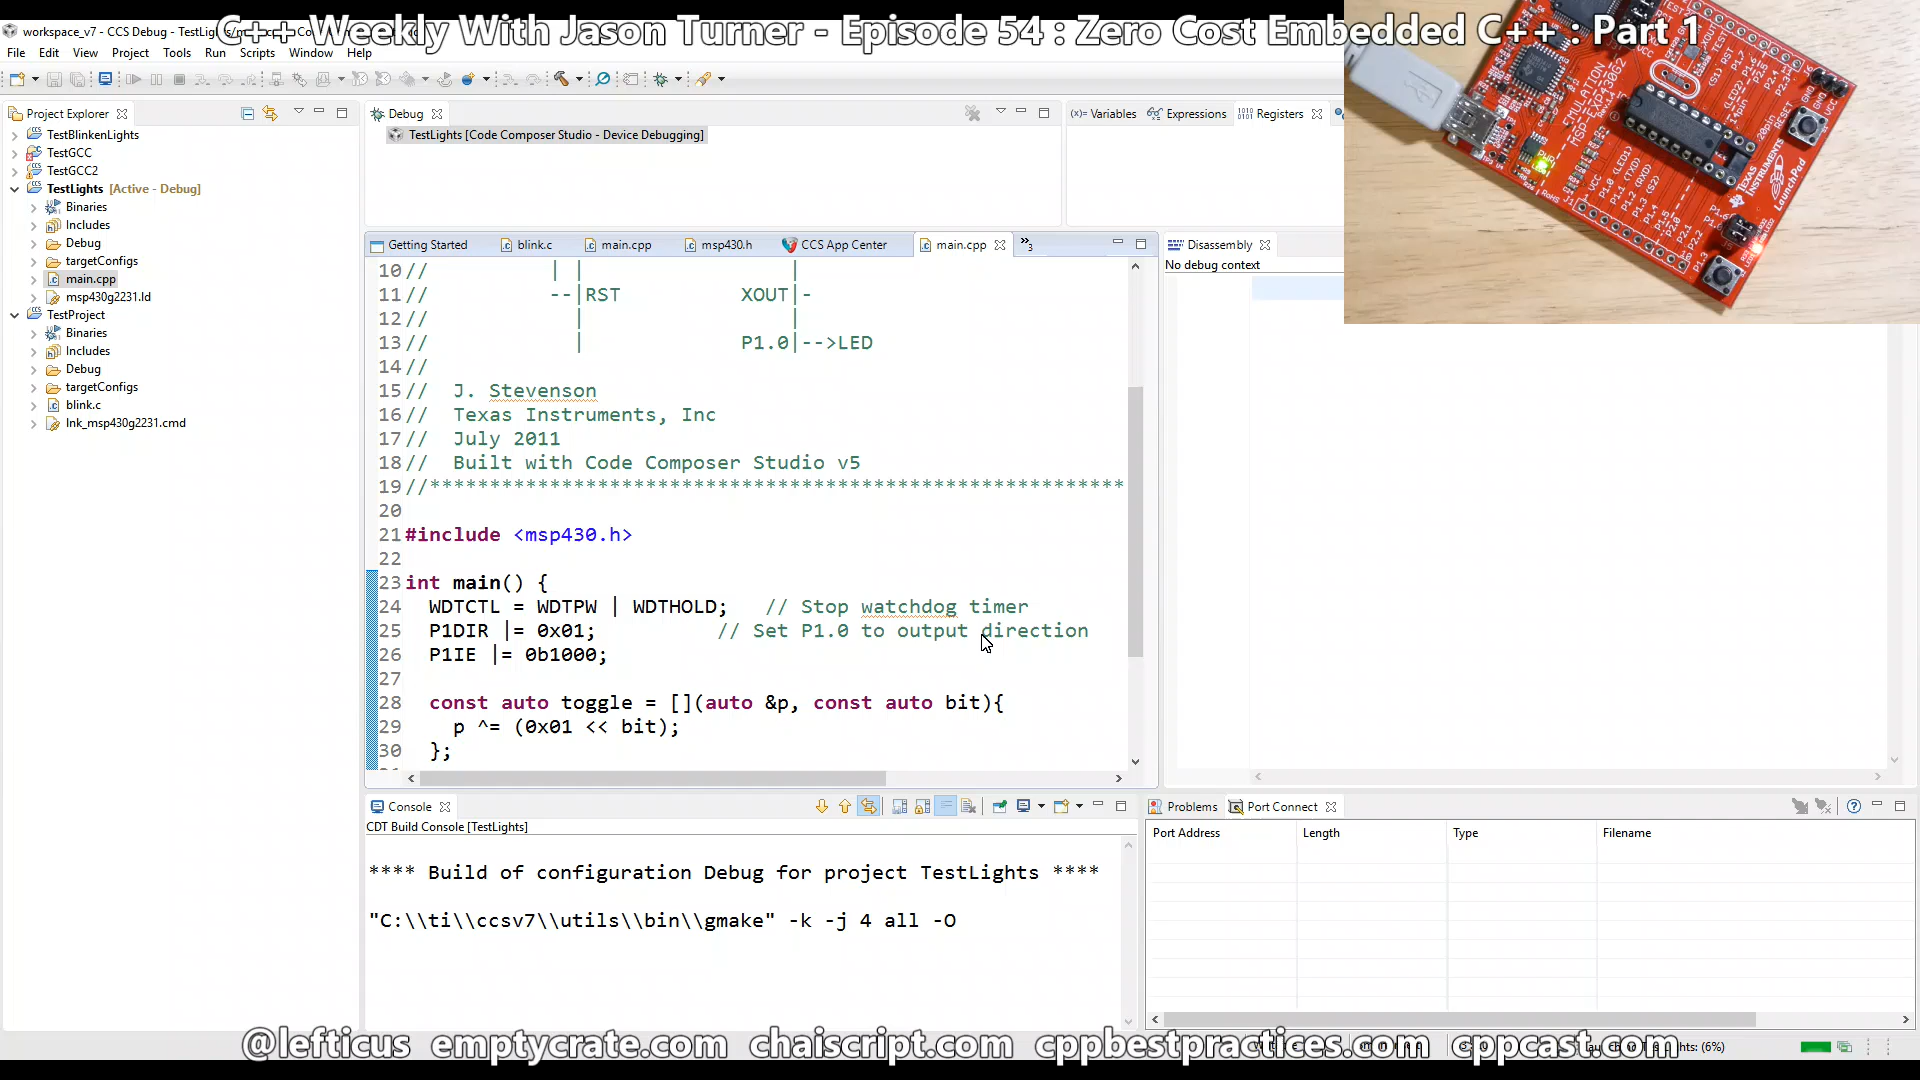 workspace_v7 - CCS Debug - TestLights/
C++ Weekly With Jason Turner - Episode 54 : Zero Cost Embedded C++ : Part 1
File Edit View Project Tools Run Scripts Window Help
Project Explorer
TestBlinkenLights
TestGCC
TestGCC2
TestLights [Active - Debug]
Binaries
Includes
Debug
targetConfigs
main.cpp
msp430g2231.ld
TestProject
Binaries
Includes
Debug
targetConfigs
blink.c
lnk_msp430g2231.cmd
Debug
TestLights [Code Composer Studio - Device Debugging]
(x)= Variables Expressions Registers
Getting Started blink.c main.cpp msp430.h CCS App Center main.cpp »3
10 // | | |
11 // --|RST XOUT|-
12 // | |
13 // | P1.0|-->LED
14 //
15 // J. Stevenson
16 // Texas Instruments, Inc
17 // July 2011
18 // Built with Code Composer Studio v5
19 //**********************************************************
20
21 #include <msp430.h>
22
23 int main() {
24 WDTCTL = WDTPW | WDTHOLD; // Stop watchdog timer
25 P1DIR |= 0x01; // Set P1.0 to output direction
26 P1IE |= 0b1000;
27
28 const auto toggle = [](auto &p, const auto bit){
29 p ^= (0x01 << bit);
30 };
Disassembly
No debug context
EMULATION
MSP-EXP430G2
TEXAS INSTRUMENTS
LaunchPad
Console
CDT Build Console [TestLights]
**** Build of configuration Debug for project TestLights ****
"C:\\ti\\ccsv7\\utils\\bin\\gmake" -k -j 4 all -O
Problems Port Connect
Port Address Length Type Filename
@lefticus emptycrate.com chaiscript.com cppbestpractices.com cppcast.com
(6%)